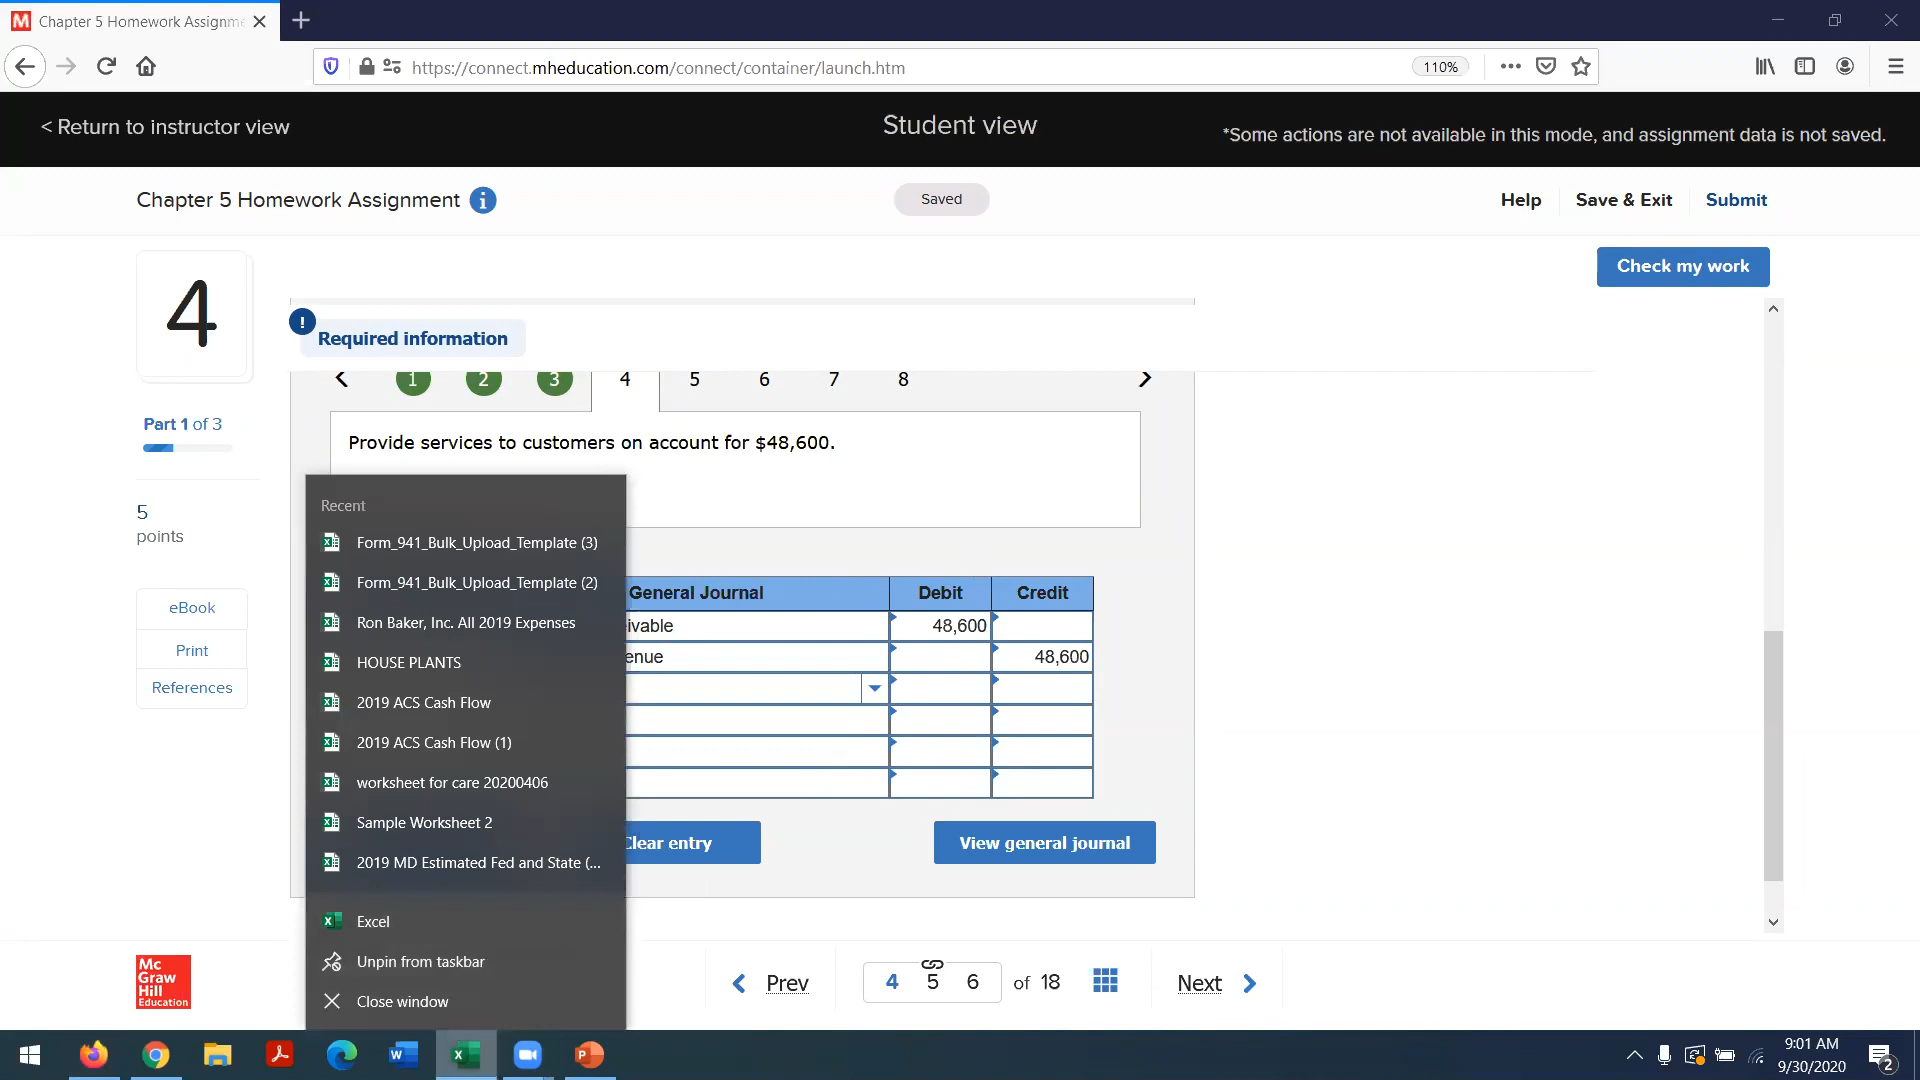 Chapter 5 Homework Assignme
https://connect.mheducation.com/connect/container/launch.htm
110%
< Return to instructor view
Student view
*Some actions are not available in this mode, and assignment data is not saved.
Chapter 5 Homework Assignment
Saved
Help
Save & Exit
Submit
4
Check my work
! Required information
1 2 3 4 5 6 7 8
Part 1 of 3
Provide services to customers on account for $48,600.
5
points
eBook
Print
References
Recent
Form_941_Bulk_Upload_Template (3)
Form_941_Bulk_Upload_Template (2)
Ron Baker, Inc. All 2019 Expenses
HOUSE PLANTS
2019 ACS Cash Flow
2019 ACS Cash Flow (1)
worksheet for care 20200406
Sample Worksheet 2
2019 MD Estimated Fed and State (...
Excel
Unpin from taskbar
Close window
General Journal Debit Credit
ivable 48,600
enue 48,600
Clear entry
View general journal
Mc
Graw
Hill
Education
Prev
4 5 6 of 18
Next
9:01 AM
9/30/2020
2